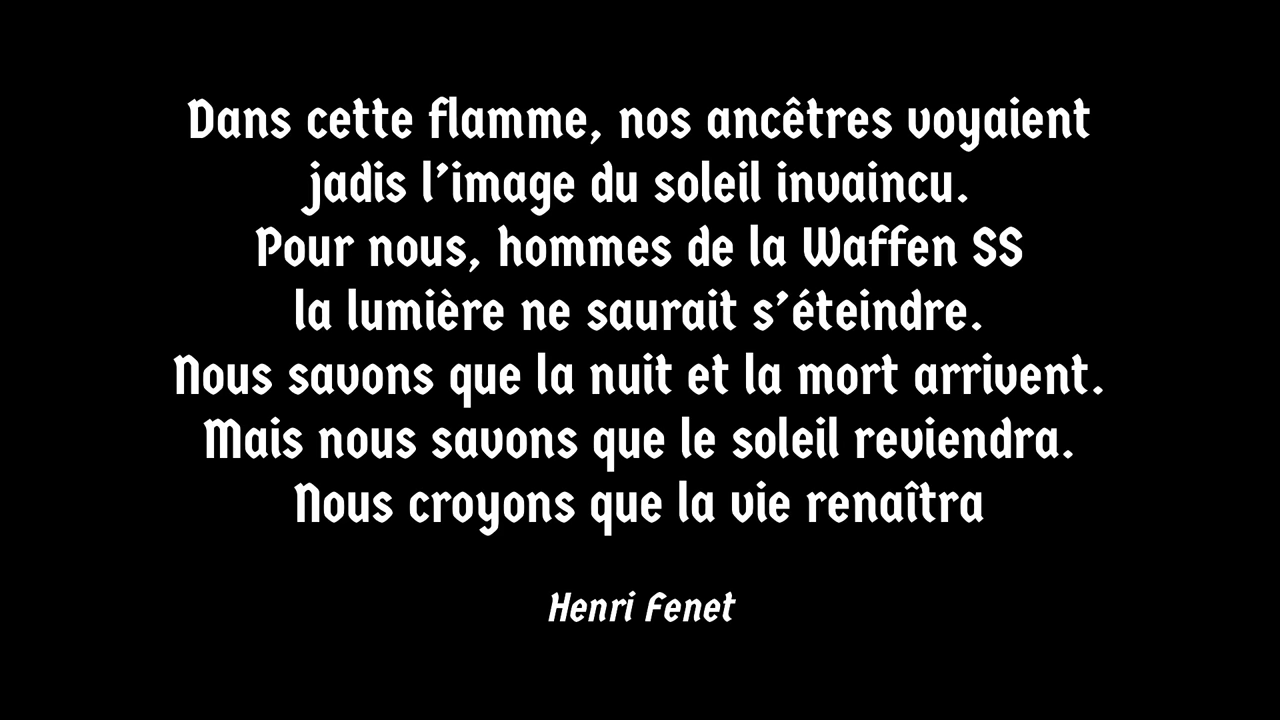 Dans cette flamme, nos ancêtres voyaient
jadis l’image du soleil invaincu.
Pour nous, hommes de la Waffen SS
la lumière ne saurait s’éteindre.
Nous savons que la nuit et la mort arrivent.
Mais nous savons que le soleil reviendra.
Nous croyons que la vie renaîtra
Henri Fenet